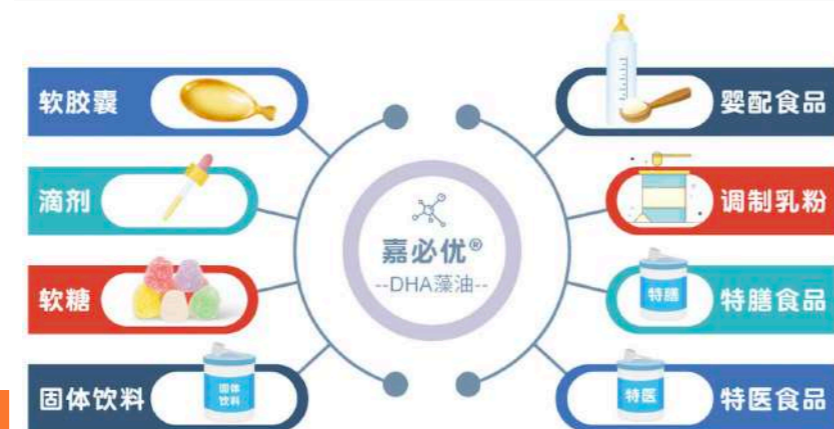 软胶囊
滴剂
软糖
固体饮料
固体
饮料
嘉必优®
--DHA藻油--
婴配食品
调制乳粉
特膳
特膳食品
特医
特医食品